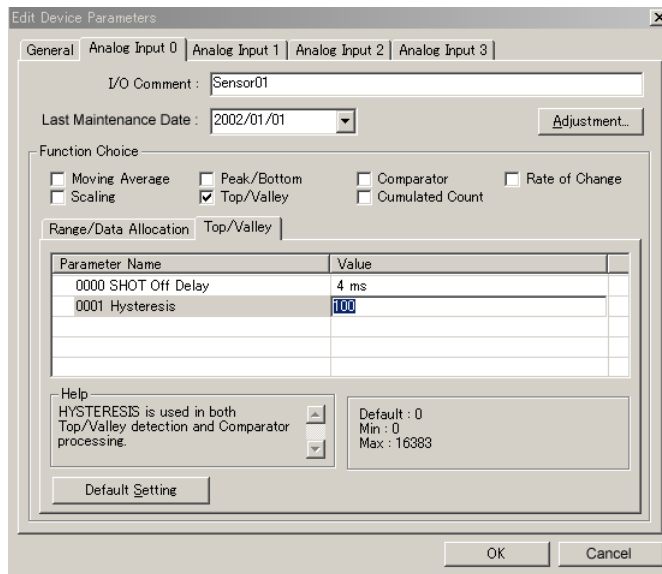 Edit Device Parameters
General Analog Input 0 Analog Input 1 Analog Input 2 Analog Input 3
I/O Comment : Sensor01
Last Maintenance Date : 2002/01/01 Adjustment...
Function Choice
Moving Average Peak/Bottom Comparator Rate of Change
Scaling Top/Valley Cumulated Count
Range/Data Allocation Top/Valley
Parameter Name Value
0000 SHOT Off Delay 4 ms
0001 Hysteresis 100
Help
HYSTERESIS is used in both
Top/Valley detection and Comparator
processing.
Default : 0
Min : 0
Max : 16383
Default Setting
OK Cancel